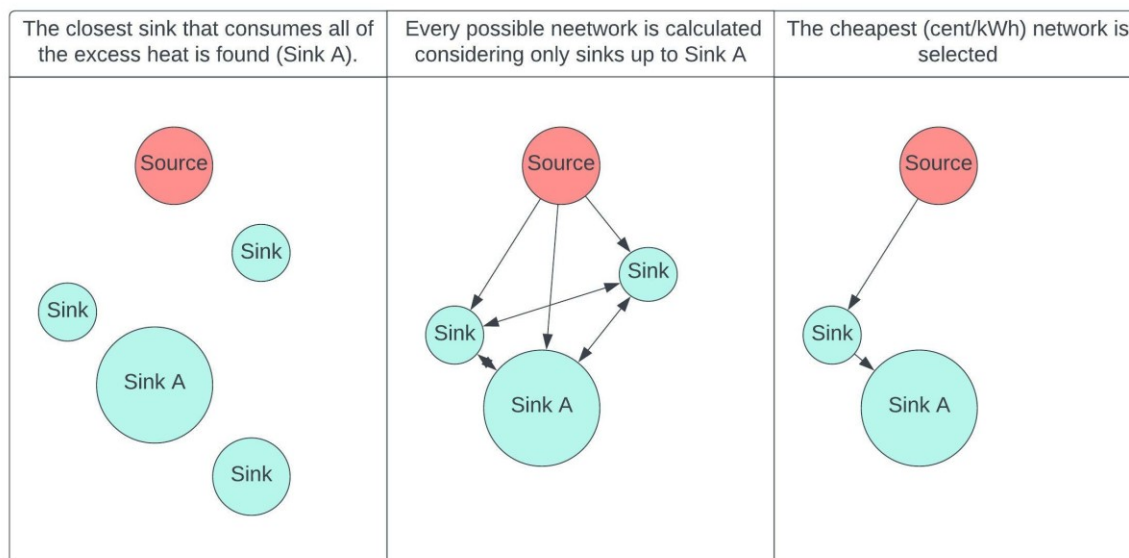 The closest sink that consumes all of
the excess heat is found (Sink A).
Every possible neetwork is calculated
considering only sinks up to Sink A
The cheapest (cent/kWh) network is
selected
Source
Sink
Sink
Sink A
Sink
Source
Sink
Sink
Sink A
Source
Sink
Sink A